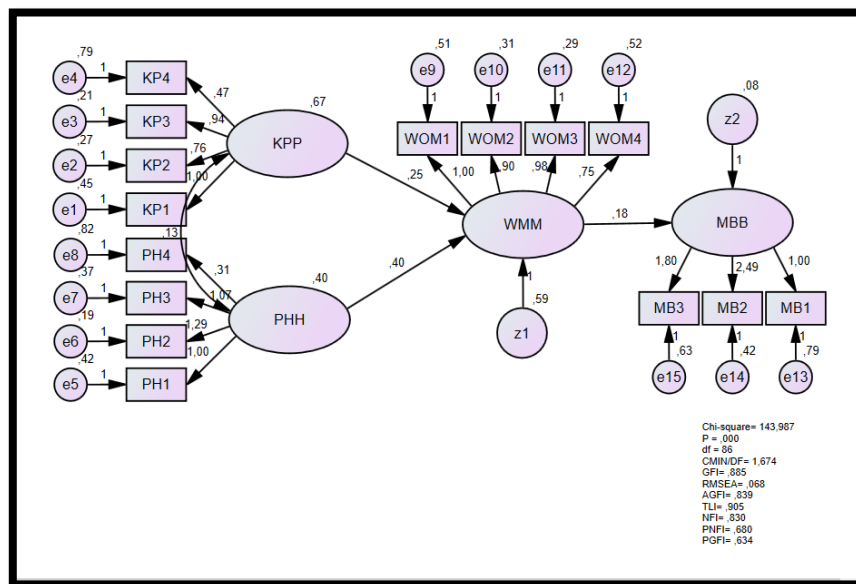 ,79
e4 1 KP4
,21
e3 1 KP3
,27
e2 1 KP2
,45
e1 1 KP1
,82
e8 1 PH4
,37
e7 1 PH3
,19
e6 1 PH2
,42
e5 1 PH1
,47
,94
,76
1,00
,67
KPP
,13
,31
1,07
1,29
1,00
,40
PHH
,25
,40
,51 ,31 ,29 ,52
e9 e10 e11 e12
1 1 1 1
WOM1 WOM2 WOM3 WOM4
1,00 ,90 ,98 ,75
WMM
1
,59
z1
,18
,08
z2
1
MBB
1,80 2,49 1,00
MB3 MB2 MB1
1 1 1
,63 ,42 ,79
e15 e14 e13
Chi-square= 143,987
P = ,000
df = 86
CMIN/DF= 1,674
GFI= ,885
RMSEA= ,068
AGFI= ,839
TLI= ,905
NFI= ,830
PNFI= ,680
PGFI= ,634